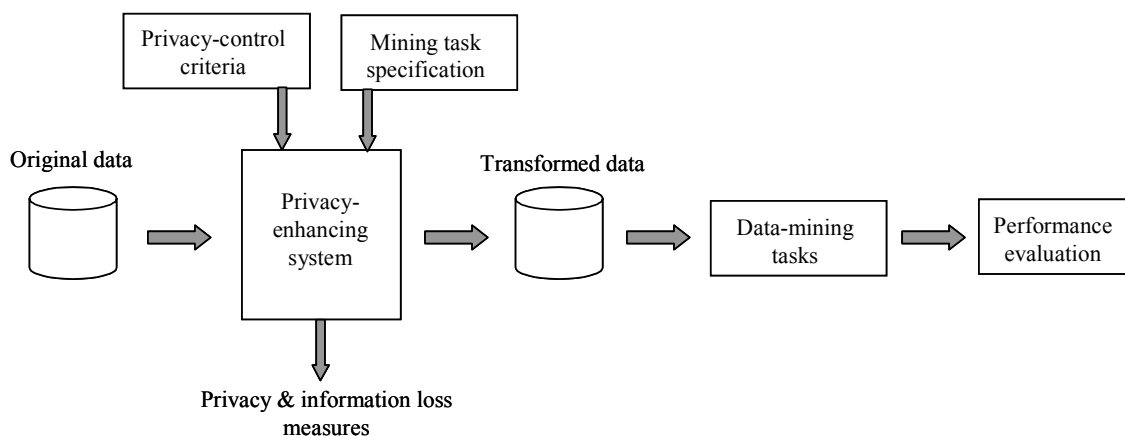 Privacy-control
criteria
Mining task
specification
Original data
Privacy-
enhancing
system
Transformed data
Data-mining
tasks
Performance
evaluation
Privacy & information loss
measures